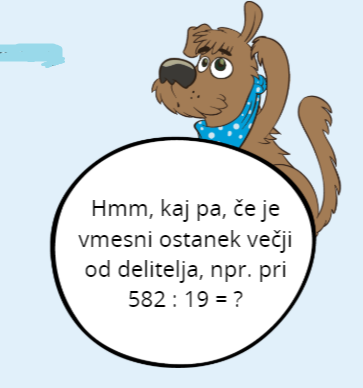 Hmm, kaj pa, če je
vmesni ostanek večji
od delitelja, npr. pri
582 : 19 = ?